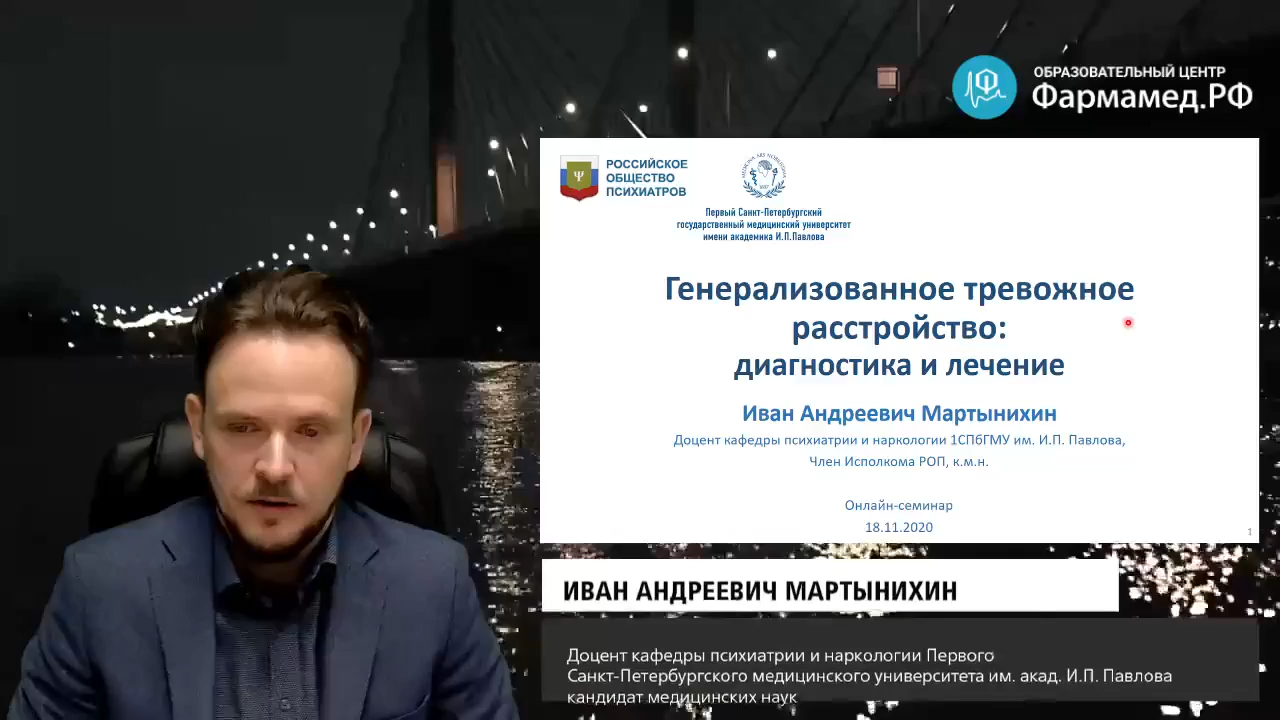 ОБРАЗОВАТЕЛЬНЫЙ ЦЕНТР
Фармамед.РФ
РОССИЙСКОЕ
ОБЩЕСТВО
ПСИХИАТРОВ
Первый Санкт-Петербургский
государственный медицинский университет
имени академика И.П.Павлова
Генерализованное тревожное
расстройство:
диагностика и лечение
Иван Андреевич Мартынихин
Доцент кафедры психиатрии и наркологии 1СПбГМУ им. И.П. Павлова,
Член Исполкома РОП, к.м.н.
Онлайн-семинар
18.11.2020
1
ИВАН АНДРЕЕВИЧ МАРТЫНИХИН
Доцент кафедры психиатрии и наркологии Первого
Санкт-Петербургского медицинского университета им. акад. И.П. Павлова
кандидат медицинских наук